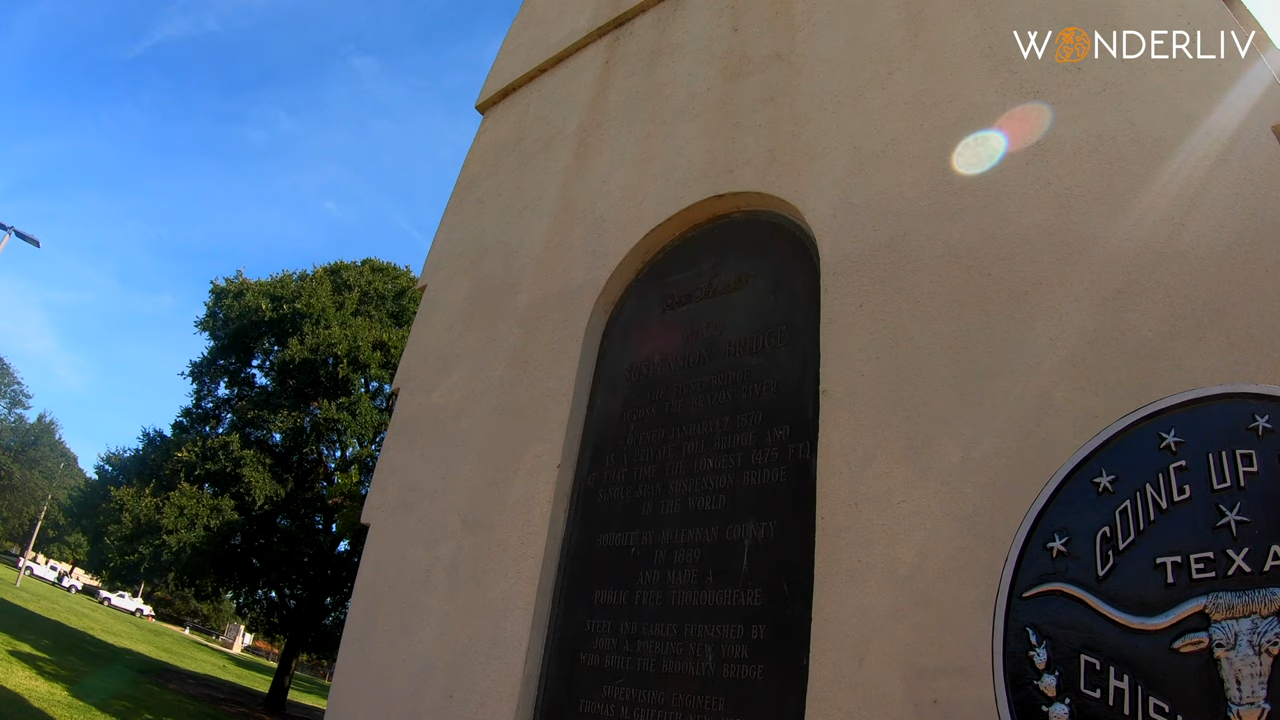 WONDERLIV
SUSPENSION BRIDGE
THE FIRST BRIDGE
ACROSS THE BRAZOS RIVER
OPENED JANUARY 1870
AS A PRIVATE TOLL BRIDGE AND
AT THAT TIME THE LONGEST (475 FT.)
SINGLE SPAN SUSPENSION BRIDGE
IN THE WORLD
BOUGHT BY MCLENNAN COUNTY
IN 1889
AND MADE A
PUBLIC FREE THOROUGHFARE
STEEL AND CABLES FURNISHED BY
JOHN A. ROEBLING NEW YORK
WHO BUILT THE BROOKLYN BRIDGE
SUPERVISING ENGINEER
THOMAS M. GRIFFITH NEW
GOING UP
TEXA
CHIS